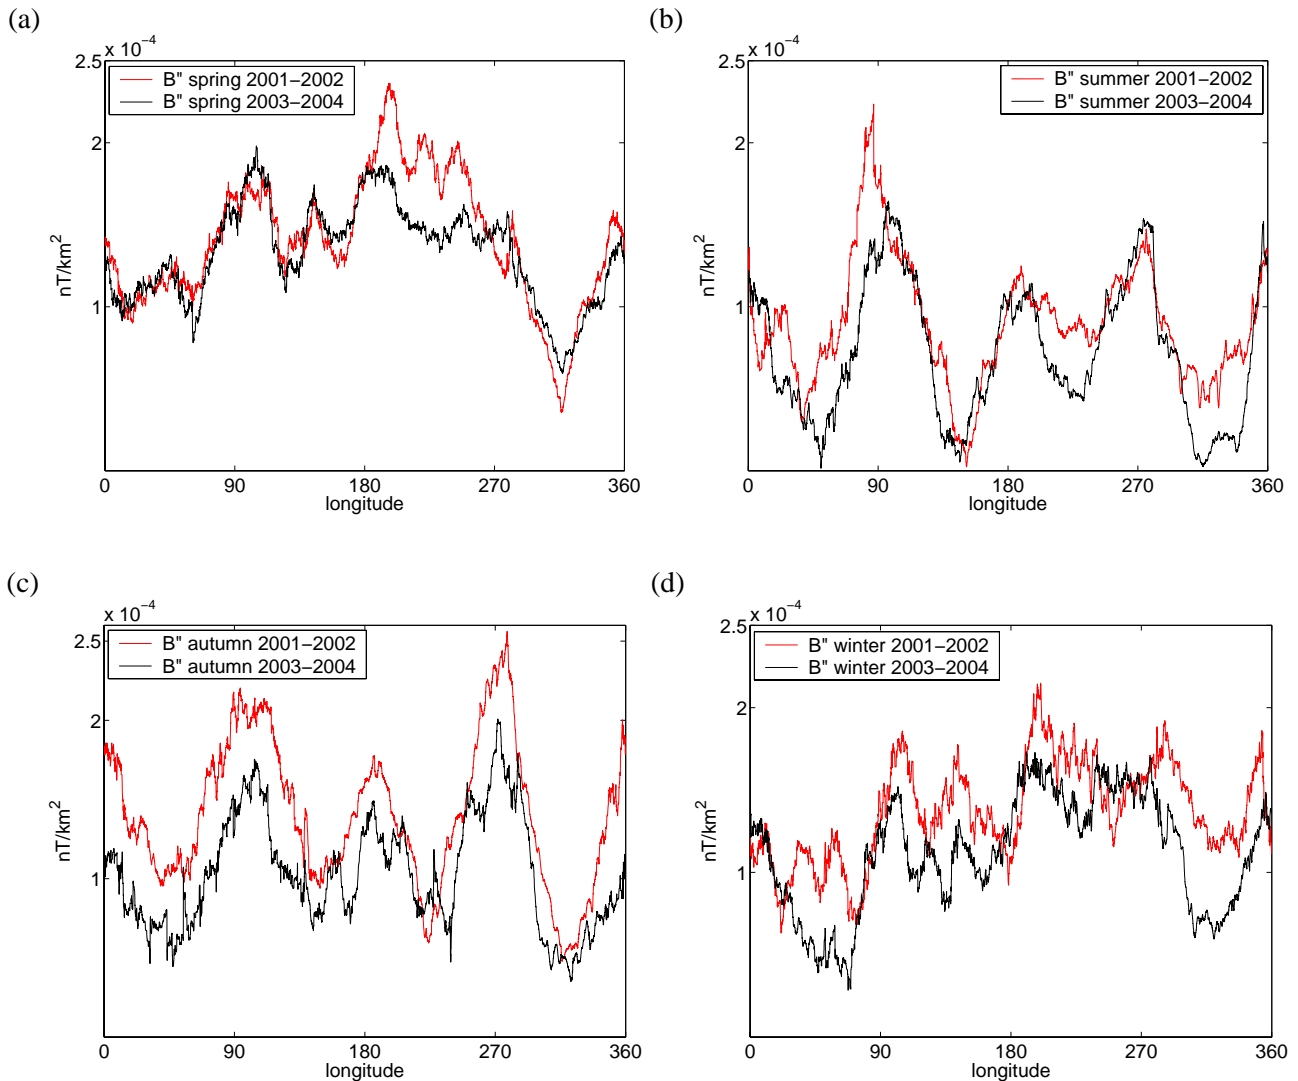 (a)
x 10⁻⁴
2.5
2
1
nT/km²
B" spring 2001−2002
B" spring 2003−2004
0 90 180 270 360
longitude
(b)
x 10⁻⁴
2.5
2
1
nT/km²
B" summer 2001−2002
B" summer 2003−2004
0 90 180 270 360
longitude
(c)
x 10⁻⁴
2.5
2
1
nT/km²
B" autumn 2001−2002
B" autumn 2003−2004
0 90 180 270 360
longitude
(d)
x 10⁻⁴
2.5
2
1
nT/km²
B" winter 2001−2002
B" winter 2003−2004
0 90 180 270 360
longitude